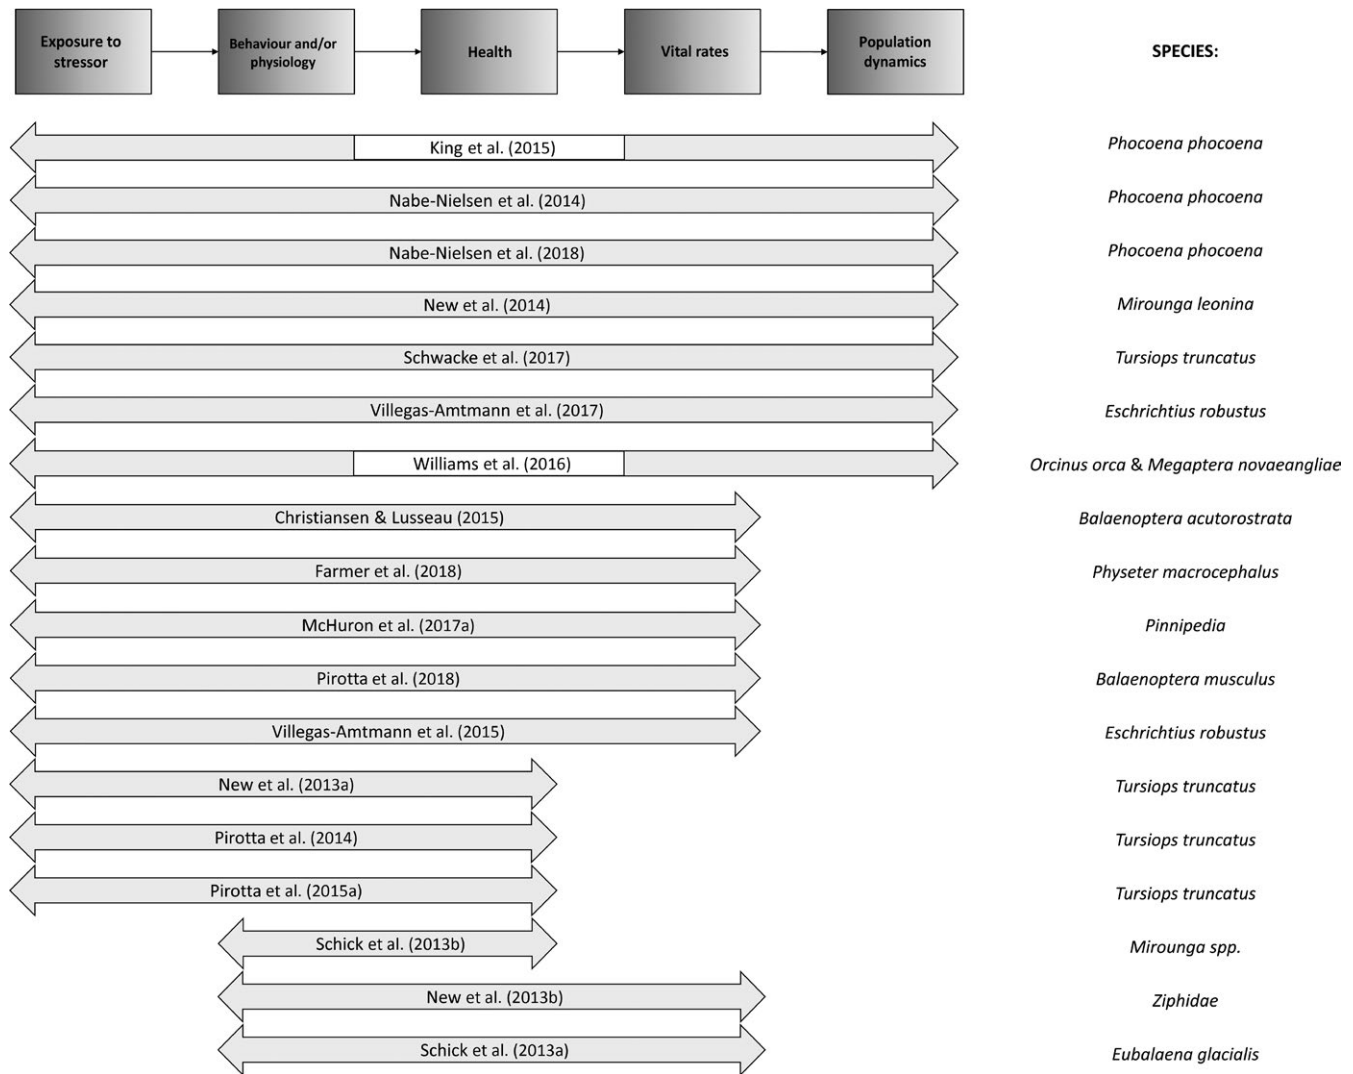 Exposure to stressor
Behaviour and/or physiology
Health
Vital rates
Population dynamics
SPECIES:
King et al. (2015) Phocoena phocoena
Nabe-Nielsen et al. (2014) Phocoena phocoena
Nabe-Nielsen et al. (2018) Phocoena phocoena
New et al. (2014) Mirounga leonina
Schwacke et al. (2017) Tursiops truncatus
Villegas-Amtmann et al. (2017) Eschrichtius robustus
Williams et al. (2016) Orcinus orca & Megaptera novaeangliae
Christiansen & Lusseau (2015) Balaenoptera acutorostrata
Farmer et al. (2018) Physeter macrocephalus
McHuron et al. (2017a) Pinnipedia
Pirotta et al. (2018) Balaenoptera musculus
Villegas-Amtmann et al. (2015) Eschrichtius robustus
New et al. (2013a) Tursiops truncatus
Pirotta et al. (2014) Tursiops truncatus
Pirotta et al. (2015a) Tursiops truncatus
Schick et al. (2013b) Mirounga spp.
New et al. (2013b) Ziphidae
Schick et al. (2013a) Eubalaena glacialis